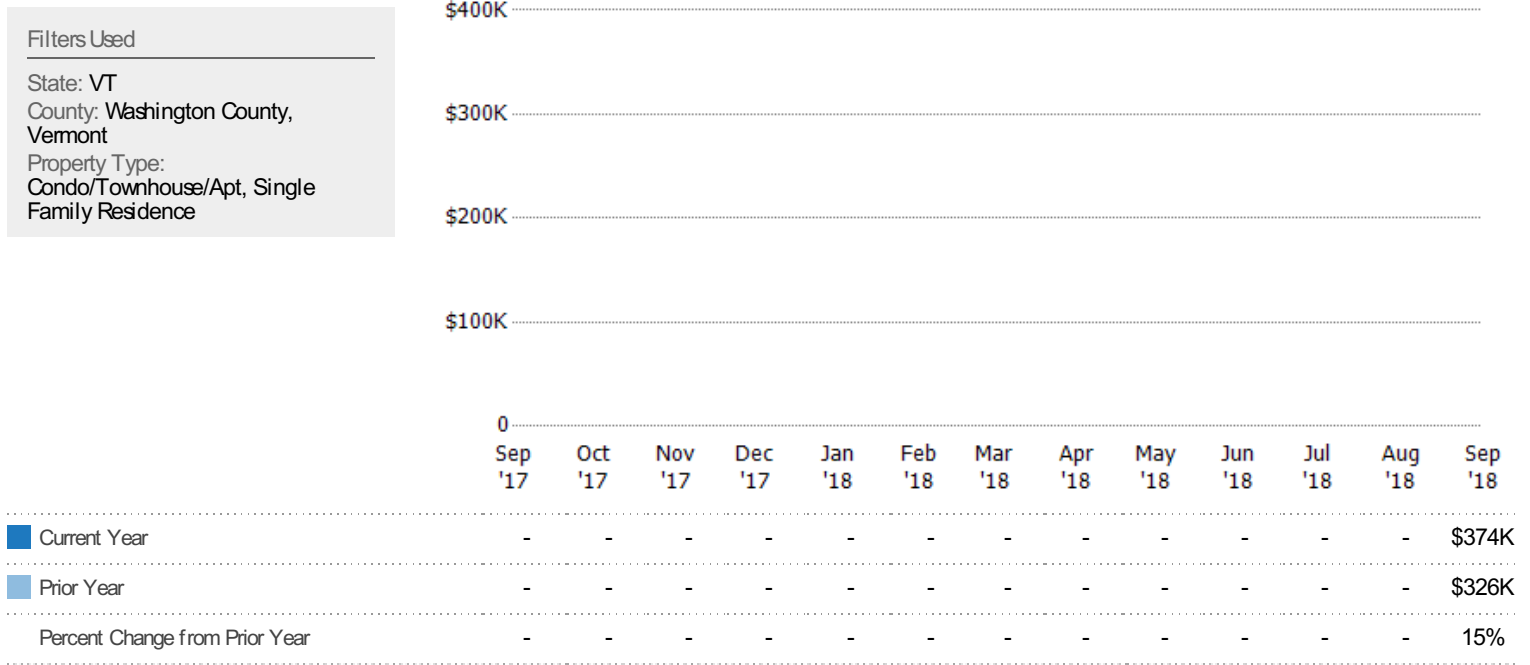 Filters Used
State: VT
County: Washington County,
Vermont
Property Type:
Condo/Townhouse/Apt, Single
Family Residence
$400K
$300K
$200K
$100K
0
Sep Oct Nov Dec Jan Feb Mar Apr May Jun Jul Aug Sep
'17 '17 '17 '17 '18 '18 '18 '18 '18 '18 '18 '18 '18
Current Year - - - - - - - - - - - - $374K
Prior Year - - - - - - - - - - - - $326K
Percent Change from Prior Year - - - - - - - - - - - - 15%